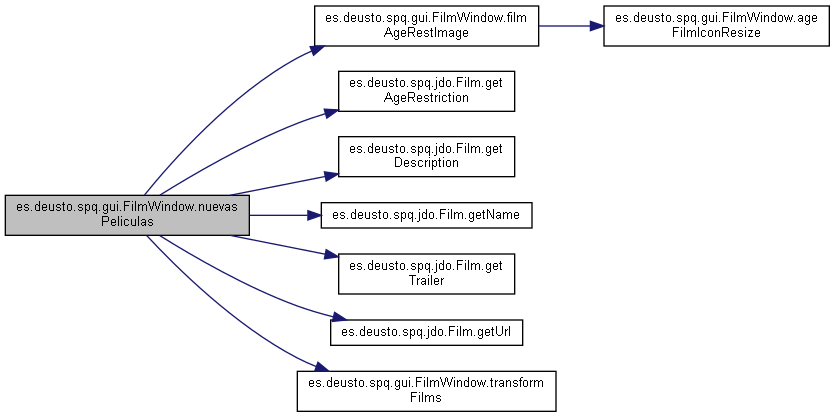 es.deusto.spq.gui.FilmWindow.film
AgeRestImage
es.deusto.spq.gui.FilmWindow.age
FilmIconResize
es.deusto.spq.jdo.Film.get
AgeRestriction
es.deusto.spq.jdo.Film.get
Description
es.deusto.spq.gui.FilmWindow.nuevas
Peliculas
es.deusto.spq.jdo.Film.getName
es.deusto.spq.jdo.Film.get
Trailer
es.deusto.spq.jdo.Film.getUrl
es.deusto.spq.gui.FilmWindow.transform
Films